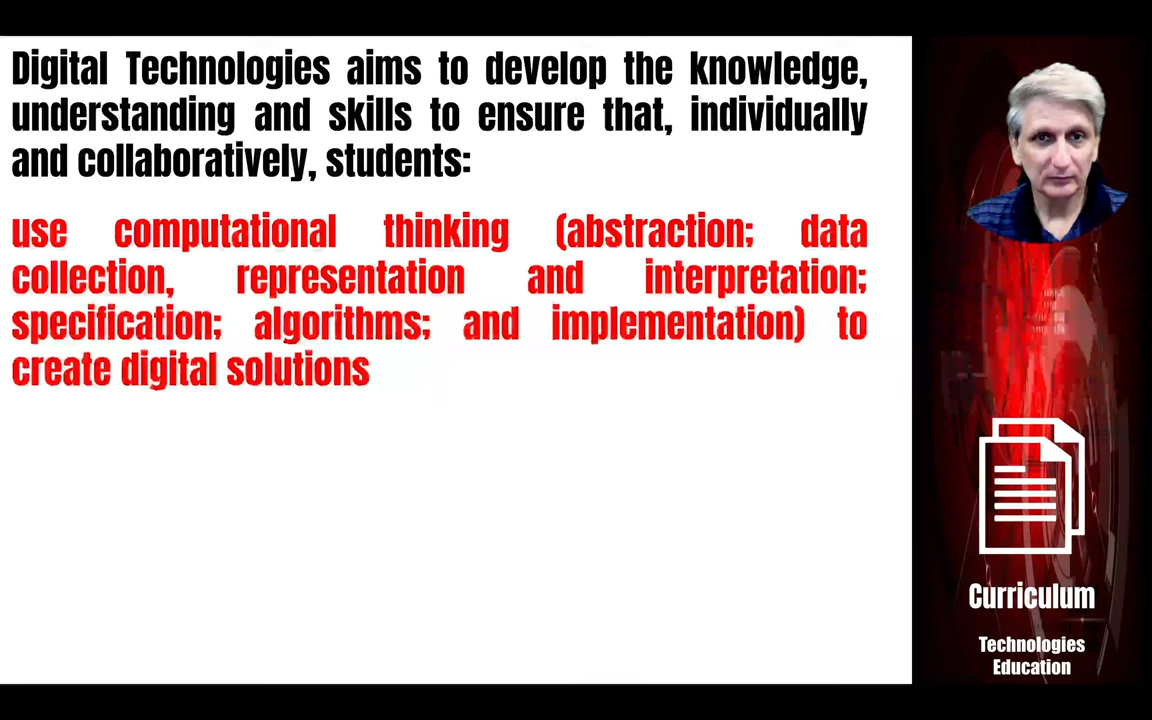 Digital Technologies aims to develop the knowledge,
understanding and skills to ensure that, individually
and collaboratively, students:
use computational thinking (abstraction; data
collection, representation and interpretation;
specification; algorithms; and implementation) to
create digital solutions
Curriculum
Technologies
Education